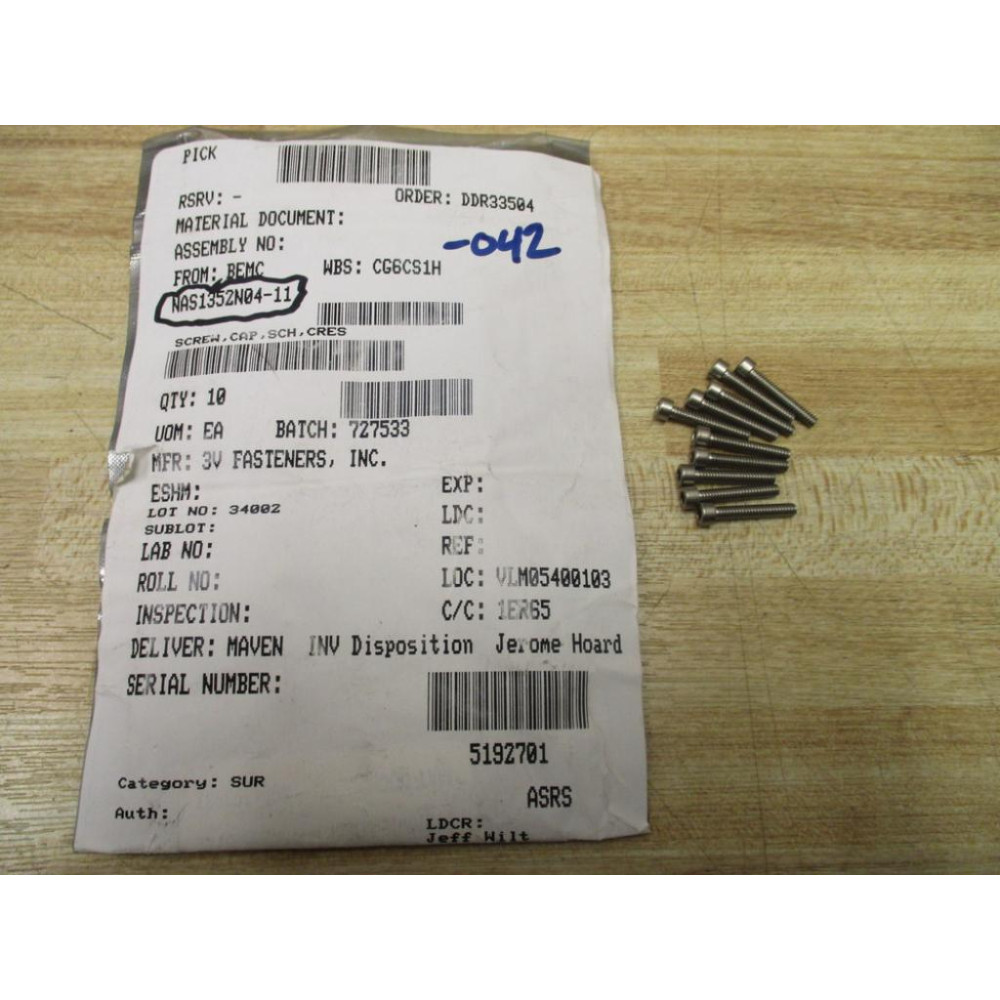 PICK
RSRV: -
ORDER: DDR33504
MATERIAL DOCUMENT:
ASSEMBLY NO:
-042
FROM: BEMC
WBS: CG6CS1H
NAS1352N04-11
SCREW,CAP,SCH,CRES
QTY: 10
UOM: EA
BATCH: 727533
MFR: 3V FASTENERS, INC.
ESHM:
EXP:
LOT NO: 34002
LDC:
SUBLOT:
LAB NO:
REF:
ROLL NO:
LOC: VLM05400103
INSPECTION:
C/C: 1ER65
DELIVER: MAVEN INV Disposition Jerome Hoard
SERIAL NUMBER:
5192701
Category: SUR
ASRS
Auth:
LDCR:
Jeff Wilt